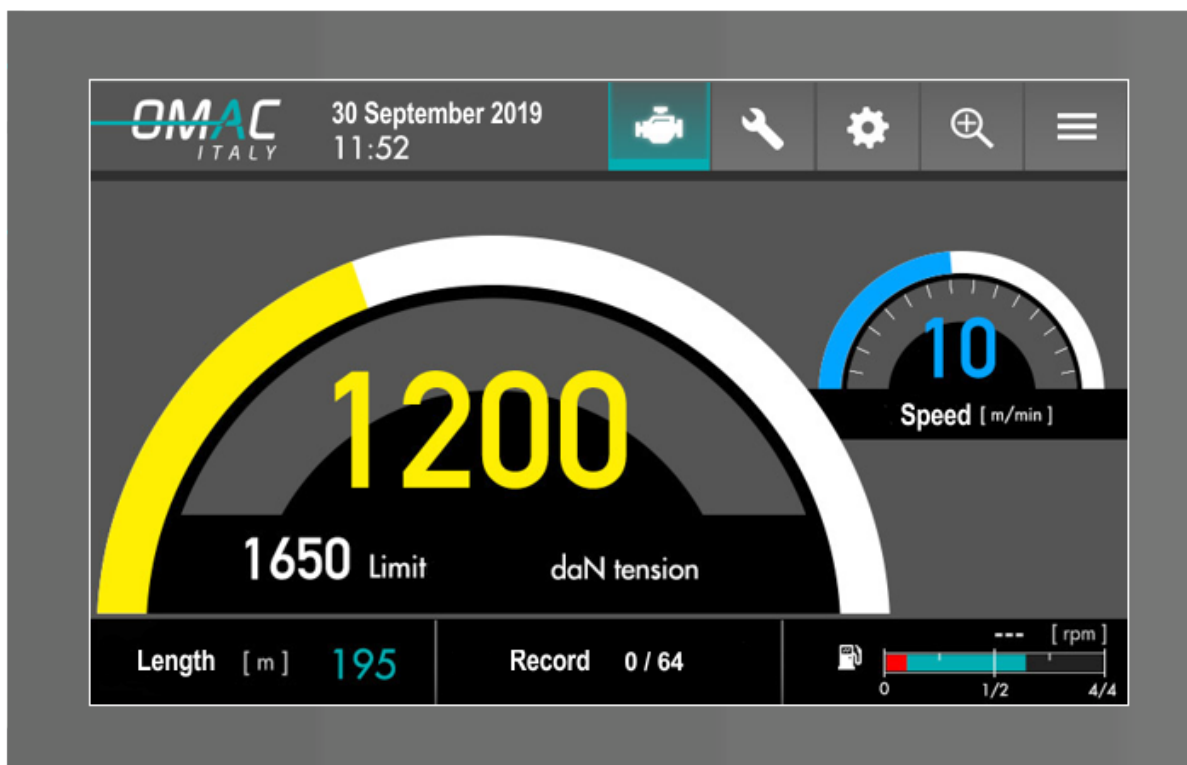 OMAC
ITALY
30 September 2019
11:52
1200
1650 Limit
daN tension
10
Speed [ m/min ]
Length [ m ] 195
Record 0 / 64
--- [ rpm ]
0 1/2 4/4